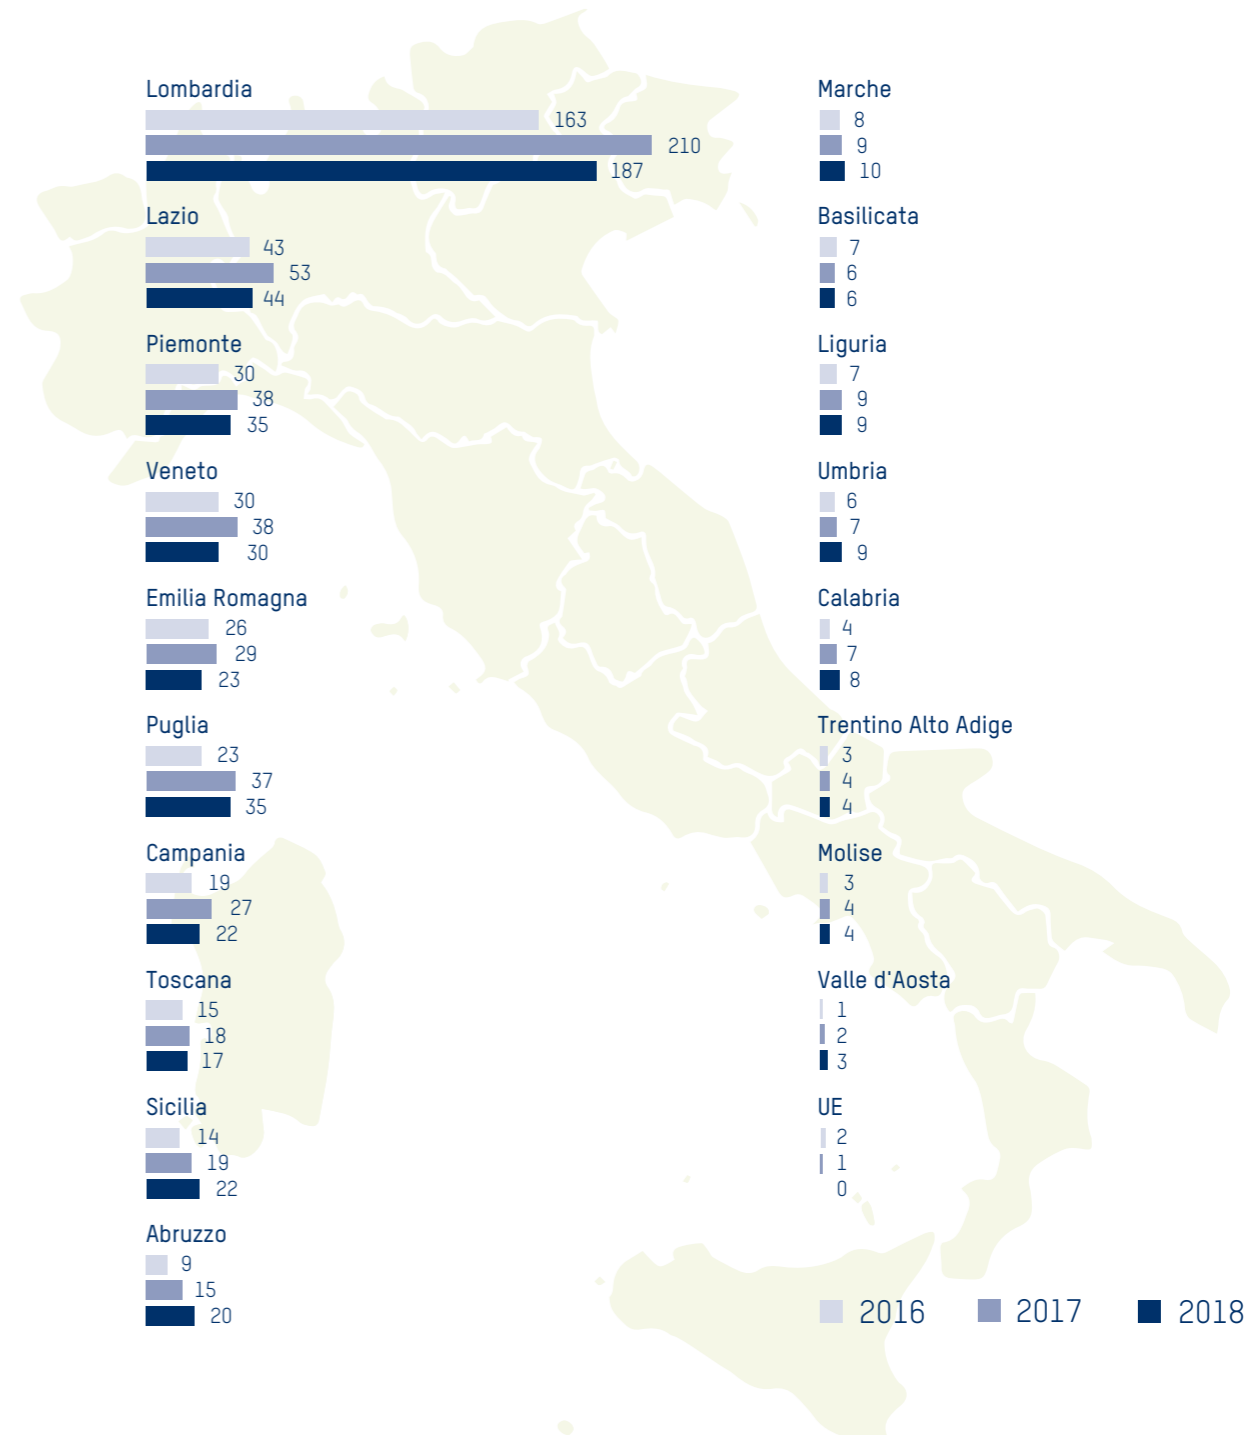 Lombardia
163
210
187
Lazio
43
53
44
Piemonte
30
38
35
Veneto
30
38
30
Emilia Romagna
26
29
23
Puglia
23
37
35
Campania
19
27
22
Toscana
15
18
17
Sicilia
14
19
22
Abruzzo
9
15
20
Marche
8
9
10
Basilicata
7
6
6
Liguria
7
9
9
Umbria
6
7
9
Calabria
4
7
8
Trentino Alto Adige
3
4
4
Molise
3
4
4
Valle d'Aosta
1
2
3
UE
2
1
0
2016 2017 2018